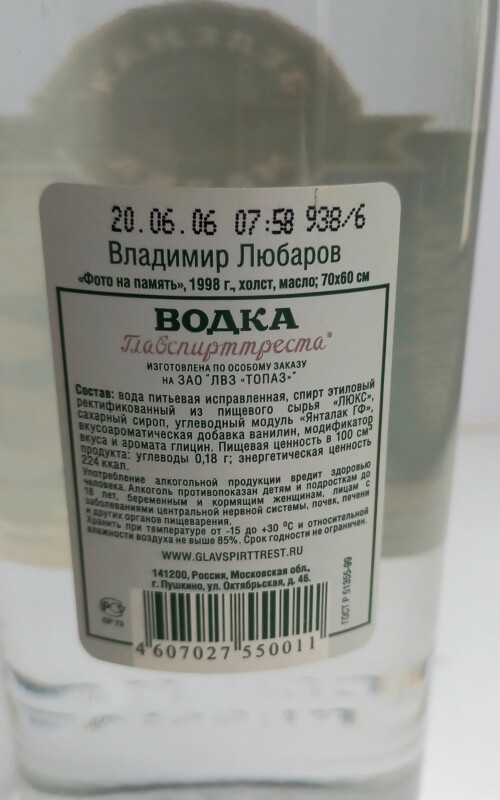 20.06.06 07:58 938/6
Владимир Любаров
«Фото на память», 1998 г., холст, масло; 70x60 см
ВОДКА
Главспирттреста®
ИЗГОТОВЛЕНА ПО ОСОБОМУ ЗАКАЗУ
НА ЗАО "ЛВЗ «ТОПАЗ»"
Состав: вода питьевая исправленная, спирт этиловый
ректификованный из пищевого сырья «ЛЮКС»,
сахарный сироп, углеводный модуль «Янталак ГФ»,
вкусоароматическая добавка ванилин, модификатор
вкуса и аромата глицин. Пищевая ценность в 100 см³
продукта: углеводы 0,18 г; энергетическая ценность
224 ккал.
Употребление алкогольной продукции вредит здоровью
человека. Алкоголь противопоказан детям и подросткам до
18 лет, беременным и кормящим женщинам, лицам с
заболеваниями центральной нервной системы, почек, печени
и других органов пищеварения.
Хранить при температуре от -15 до +30 °С и относительной
влажности воздуха не выше 85%. Срок годности не ограничен.
WWW.GLAVSPIRTTREST.RU
141200, Россия, Московская обл.,
г. Пушкино, ул. Октябрьская, д. 46.
ГОСТ Р 51355-99
4 607027 550011